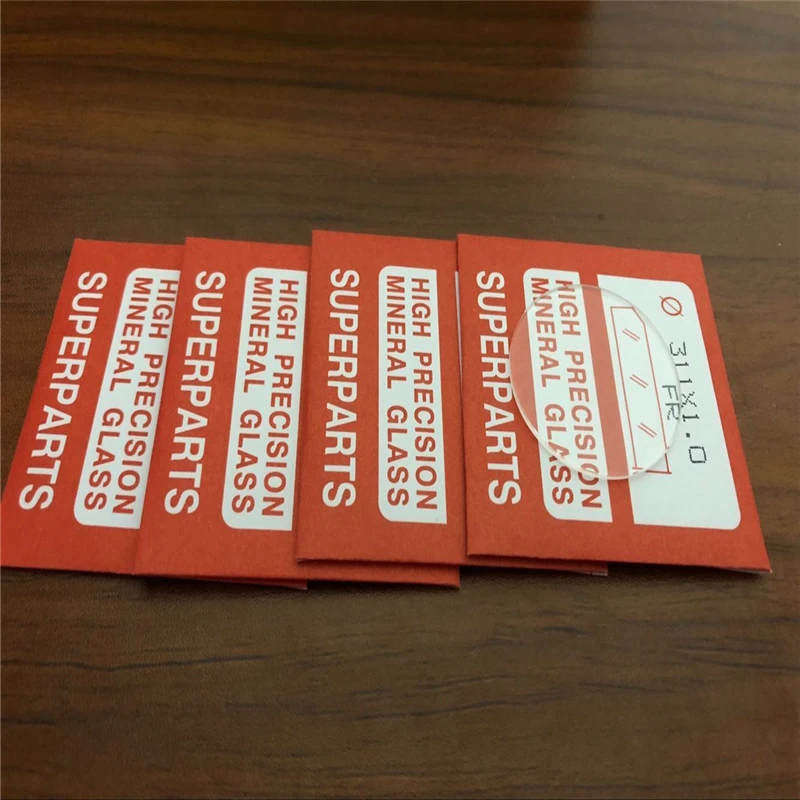 SUPERPARTS
HIGH PRECISION
MINERAL GLASS
SUPERPARTS
HIGH PRECISION
MINERAL GLASS
SUPERPARTS
HIGH PRECISION
MINERAL GLASS
SUPERPARTS
HIGH PRECISION
MINERAL GLASS
Ø 311X1.0
FR